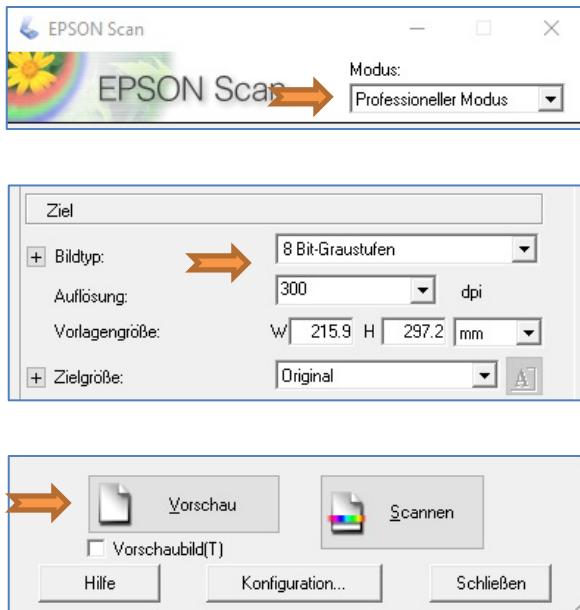 EPSON Scan
Modus:
EPSON Scan
Professioneller Modus
Ziel
+ Bildtyp: 8 Bit-Graustufen
Auflösung: 300 dpi
Vorlagengröße: W 215.9 H 297.2 mm
+ Zielgröße: Original A
Vorschau
Scannen
Vorschaubild(T)
Hilfe Konfiguration... Schließen